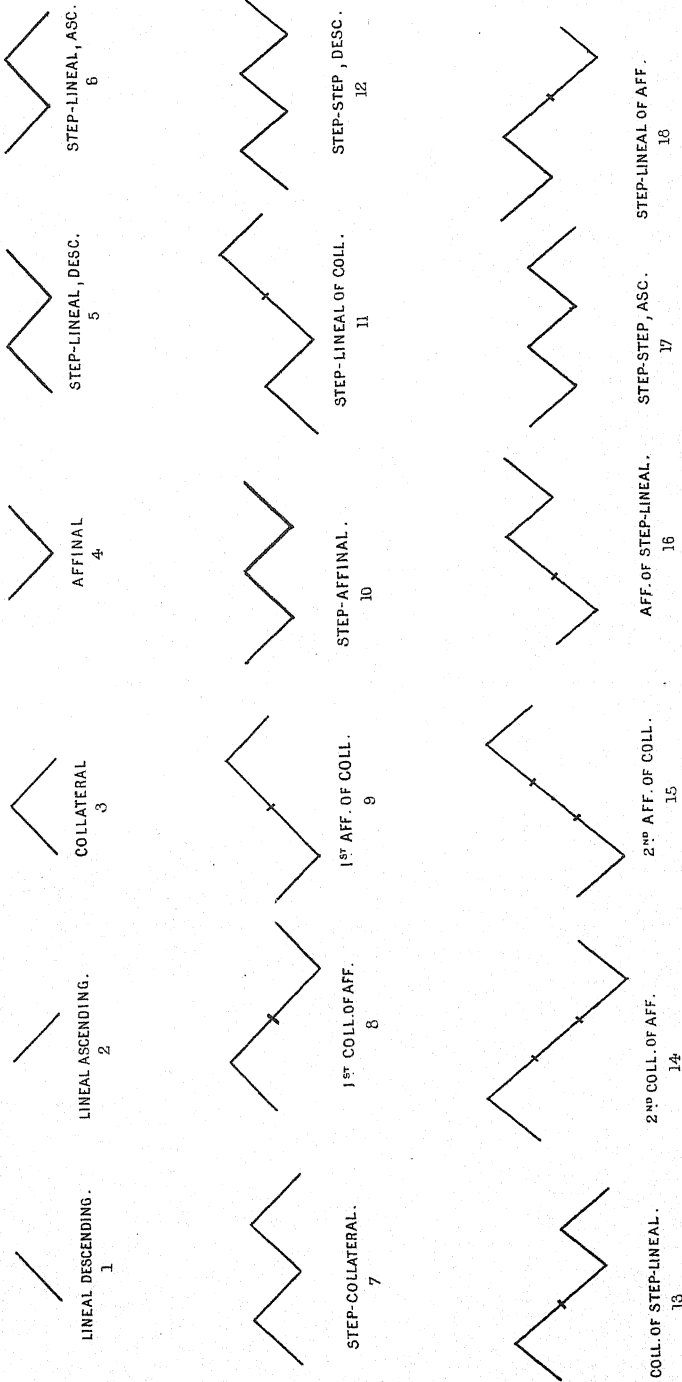 LINEAL DESCENDING.
1
LINEAL ASCENDING.
2
COLLATERAL
3
AFFINAL
4
STEP-LINEAL, DESC.
5
STEP-LINEAL, ASC.
6
STEP-COLLATERAL.
7
1ST COLL. OF AFF.
8
1ST AFF. OF COLL.
9
STEP-AFFINAL.
10
STEP-LINEAL OF COLL.
11
STEP-STEP, DESC.
12
COLL. OF STEP-LINEAL.
13
2ND COLL. OF AFF.
14
2ND AFF. OF COLL.
15
AFF. OF STEP-LINEAL.
16
STEP-STEP, ASC.
17
STEP-LINEAL OF AFF.
18